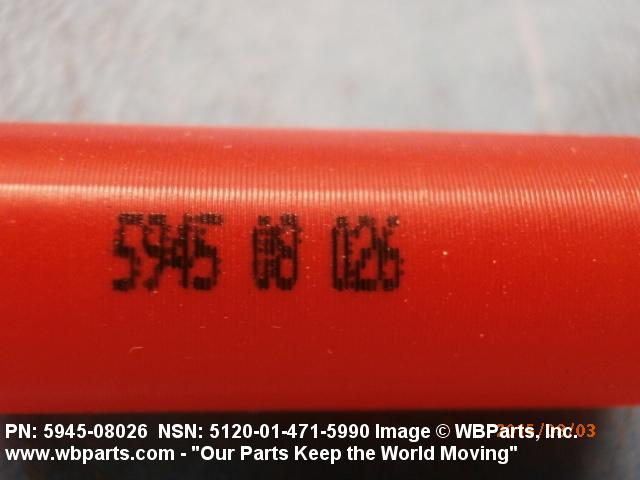 5945 08 026
PN: 5945-08026 NSN: 5120-01-471-5990 Image © WBParts, Inc.
www.wbparts.com - "Our Parts Keep the World Moving"